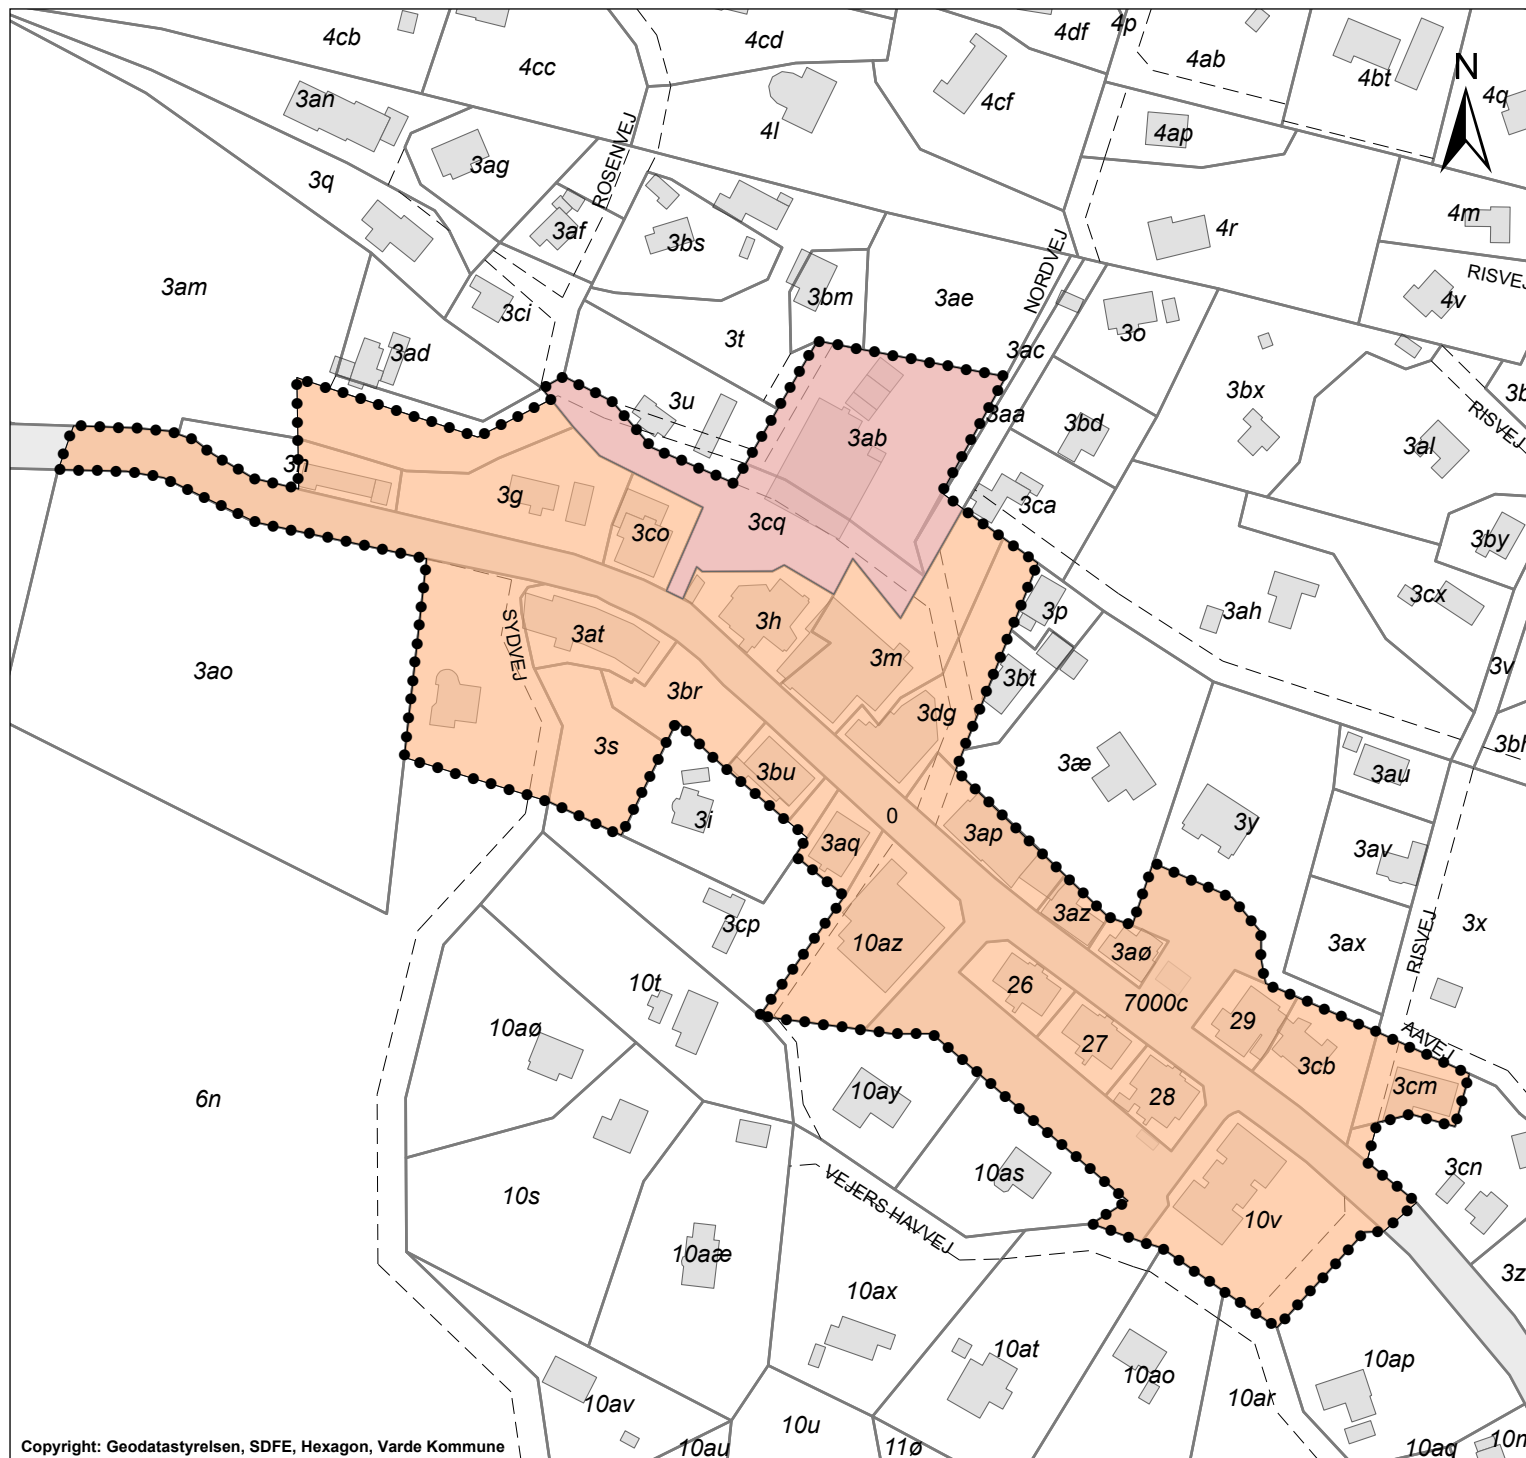 4cb
4cc
4cd
4df
4p
4ab
4bt
4q
N
3an
4l
4cf
4ap
3q
3ag
ROSENVEJ
3af
3bs
4r
4m
3am
3ci
3bm
3ae
NORDVEJ
RISVEJ
4v
3t
3ac
3o
3ad
3u
3ab
3aa
3bd
3bx
3b
RISVEJ
3al
3n
3g
3co
3cq
3ca
3by
SYDVEJ
3at
3h
3m
3p
3ah
3cx
3ao
3br
3bt
3v
3s
3dg
3bu
3æ
3au
3bh
3i
0
3aq
3ap
3y
3av
3cp
10az
3az
3aø
3ax
RISVEJ
3x
10t
26
7000c
29
10aø
27
3cb
AAVEJ
3cm
6n
10ay
28
10s
VEJERS HAVVEJ
10as
10v
3cn
10aæ
10ax
3z
10at
10ao
10ap
10av
10u
10ar
10au
11ø
10aq
Copyright: Geodatastyrelsen, SDFE, Hexagon, Varde Kommune